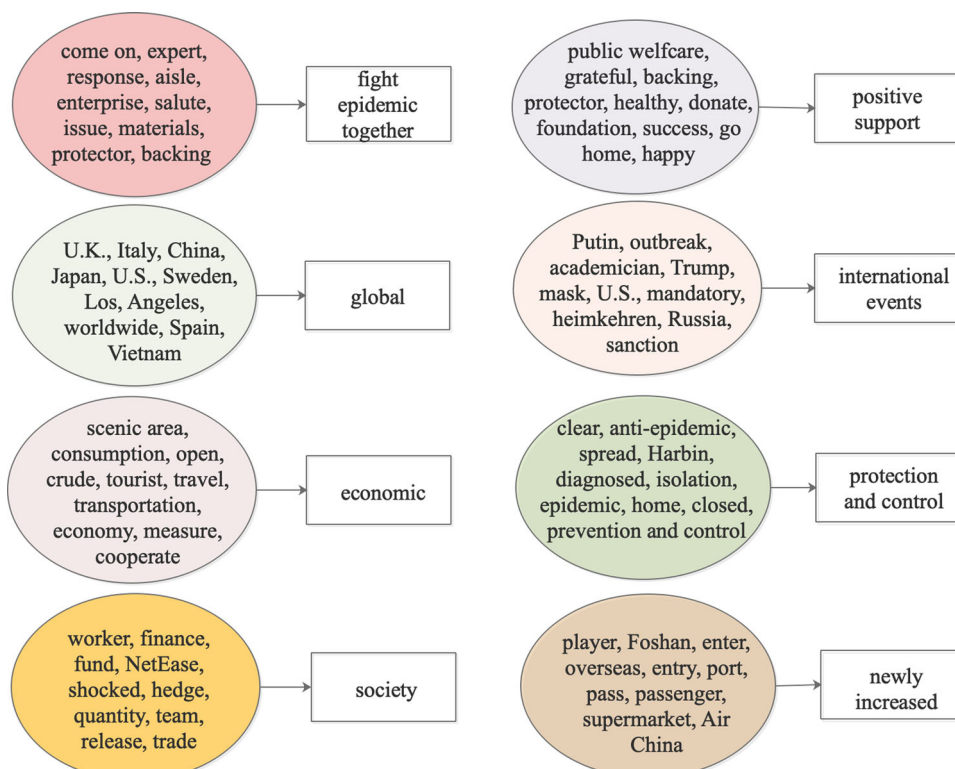 come on, expert,
response, aisle,
enterprise, salute,
issue, materials,
protector, backing
fight
epidemic
together
public welfcare,
grateful, backing,
protector, healthy, donate,
foundation, success, go
home, happy
positive
support
U.K., Italy, China,
Japan, U.S., Sweden,
Los, Angeles,
worldwide, Spain,
Vietnam
global
Putin, outbreak,
academician, Trump,
mask, U.S., mandatory,
heimkehren, Russia,
sanction
international
events
scenic area,
consumption, open,
crude, tourist, travel,
transportation,
economy, measure,
cooperate
economic
clear, anti-epidemic,
spread, Harbin,
diagnosed, isolation,
epidemic, home, closed,
prevention and control
protection
and control
worker, finance,
fund, NetEase,
shocked, hedge,
quantity, team,
release, trade
society
player, Foshan, enter,
overseas, entry, port,
pass, passenger,
supermarket, Air
China
newly
increased